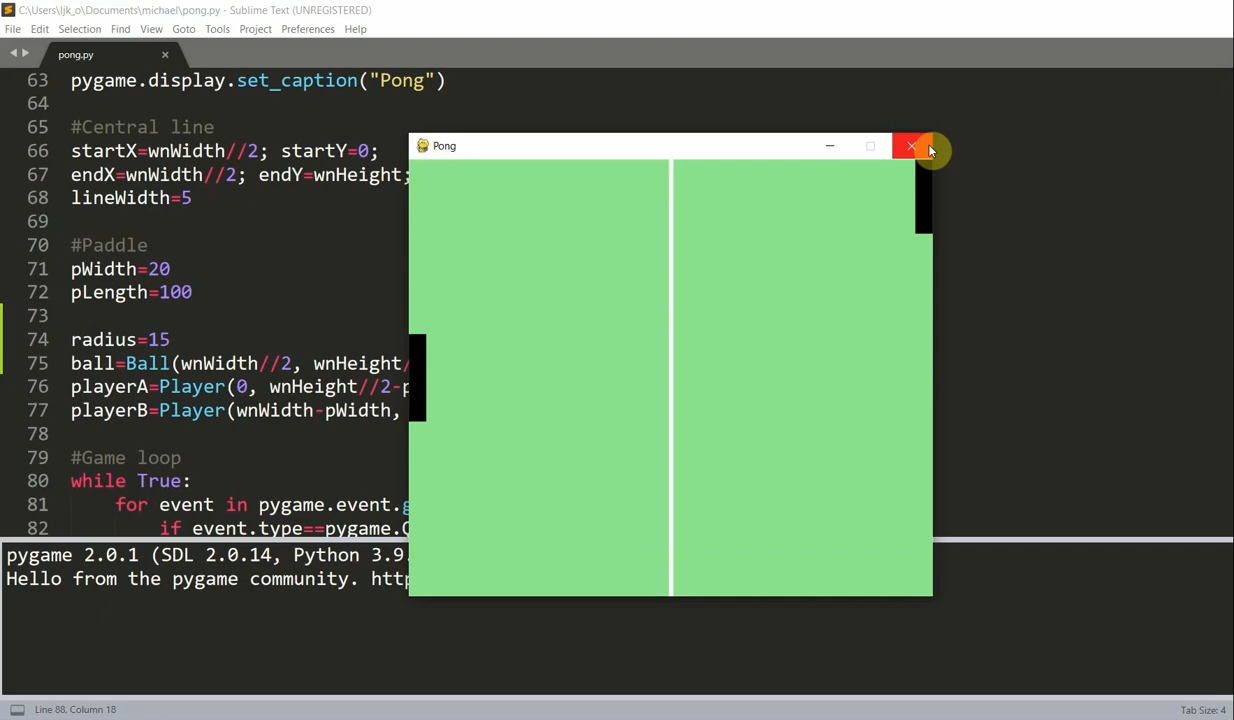 C:\Users\ljk_o\Documents\michael\pong.py - Sublime Text (UNREGISTERED)
File Edit Selection Find View Goto Tools Project Preferences Help
pong.py
63 pygame.display.set_caption("Pong")
64
65 #Central line
66 startX=wnWidth//2; startY=0;
67 endX=wnWidth//2; endY=wnHeight;
68 lineWidth=5
69
70 #Paddle
71 pWidth=20
72 pLength=100
73
74 radius=15
75 ball=Ball(wnWidth//2, wnHeight/
76 playerA=Player(0, wnHeight//2-p
77 playerB=Player(wnWidth-pWidth,
78
79 #Game loop
80 while True:
81 for event in pygame.event.g
82 if event.type==pygame.Q
Pong
pygame 2.0.1 (SDL 2.0.14, Python 3.9.
Hello from the pygame community. http
Line 88, Column 18
Tab Size: 4